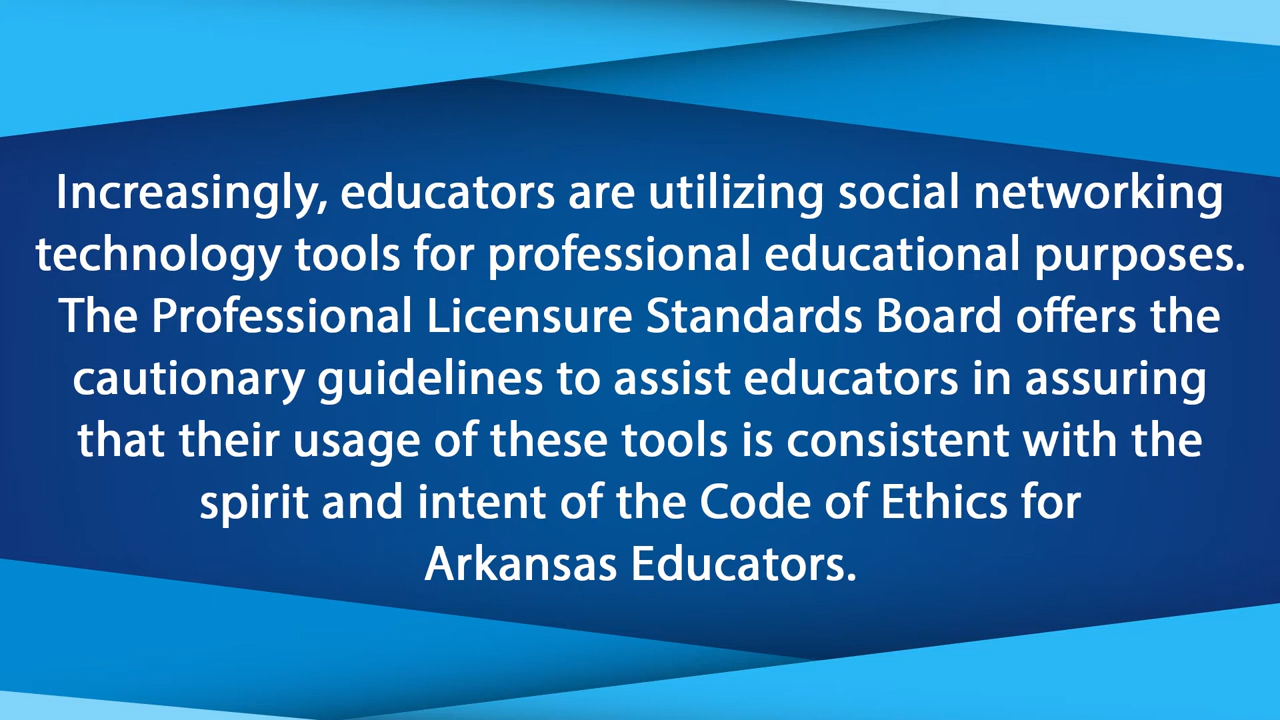 Increasingly, educators are utilizing social networking
technology tools for professional educational purposes.
The Professional Licensure Standards Board offers the
cautionary guidelines to assist educators in assuring
that their usage of these tools is consistent with the
spirit and intent of the Code of Ethics for
Arkansas Educators.